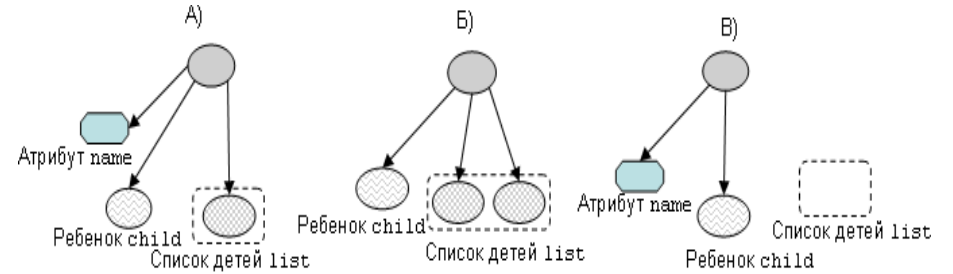 А)
Атрибут name
Ребенок child
Список детей list
Б)
Ребенок child
Список детей list
В)
Атрибут name
Ребенок child
Список детей list